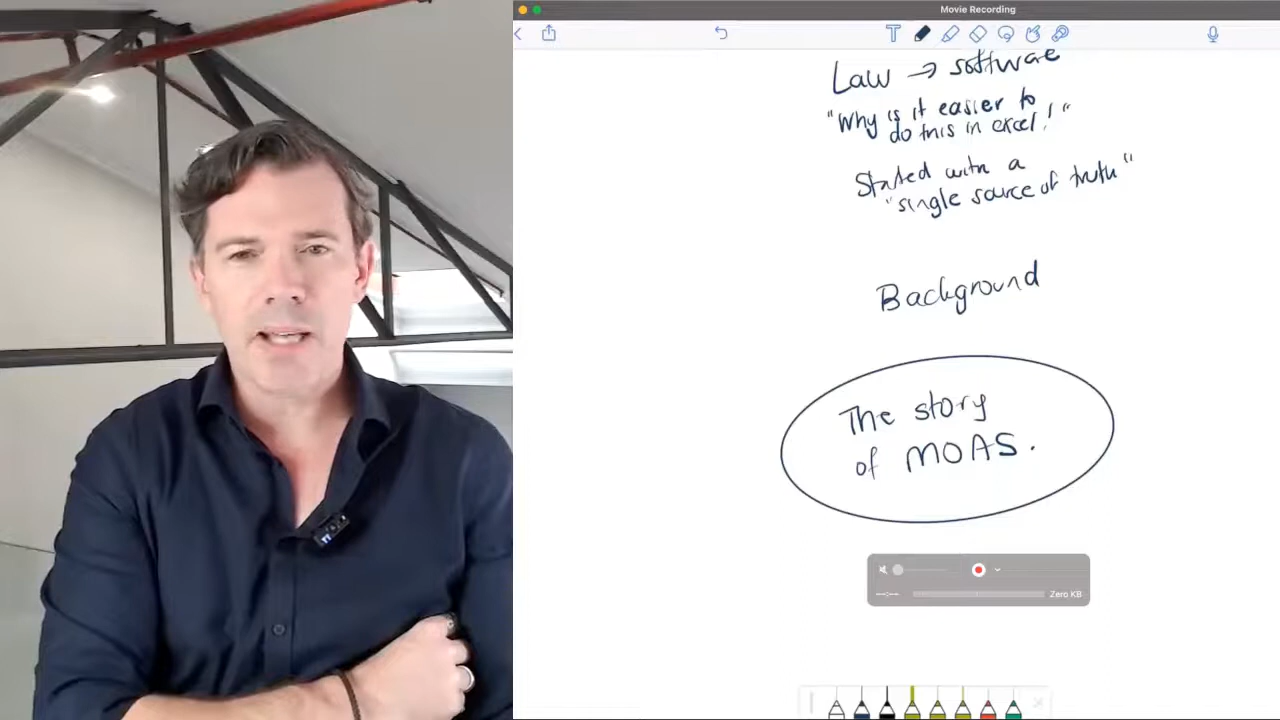 Movie Recording
Law → software
"Why is it easier to
do this in excel!"
Started with a
"single source of truth"
Background
The story
of MOAS.
Zero KB